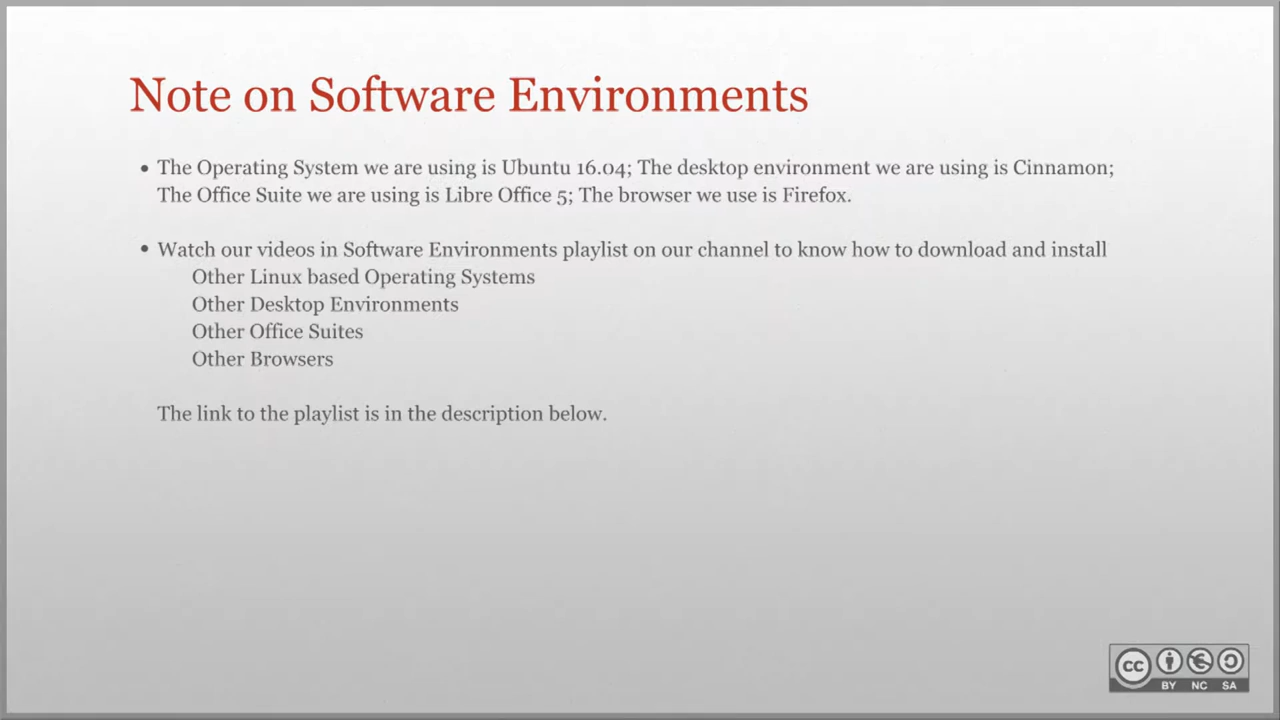 Note on Software Environments
• The Operating System we are using is Ubuntu 16.04; The desktop environment we are using is Cinnamon;
The Office Suite we are using is Libre Office 5; The browser we use is Firefox.
• Watch our videos in Software Environments playlist on our channel to know how to download and install
Other Linux based Operating Systems
Other Desktop Environments
Other Office Suites
Other Browsers
The link to the playlist is in the description below.
cc
BY NC SA